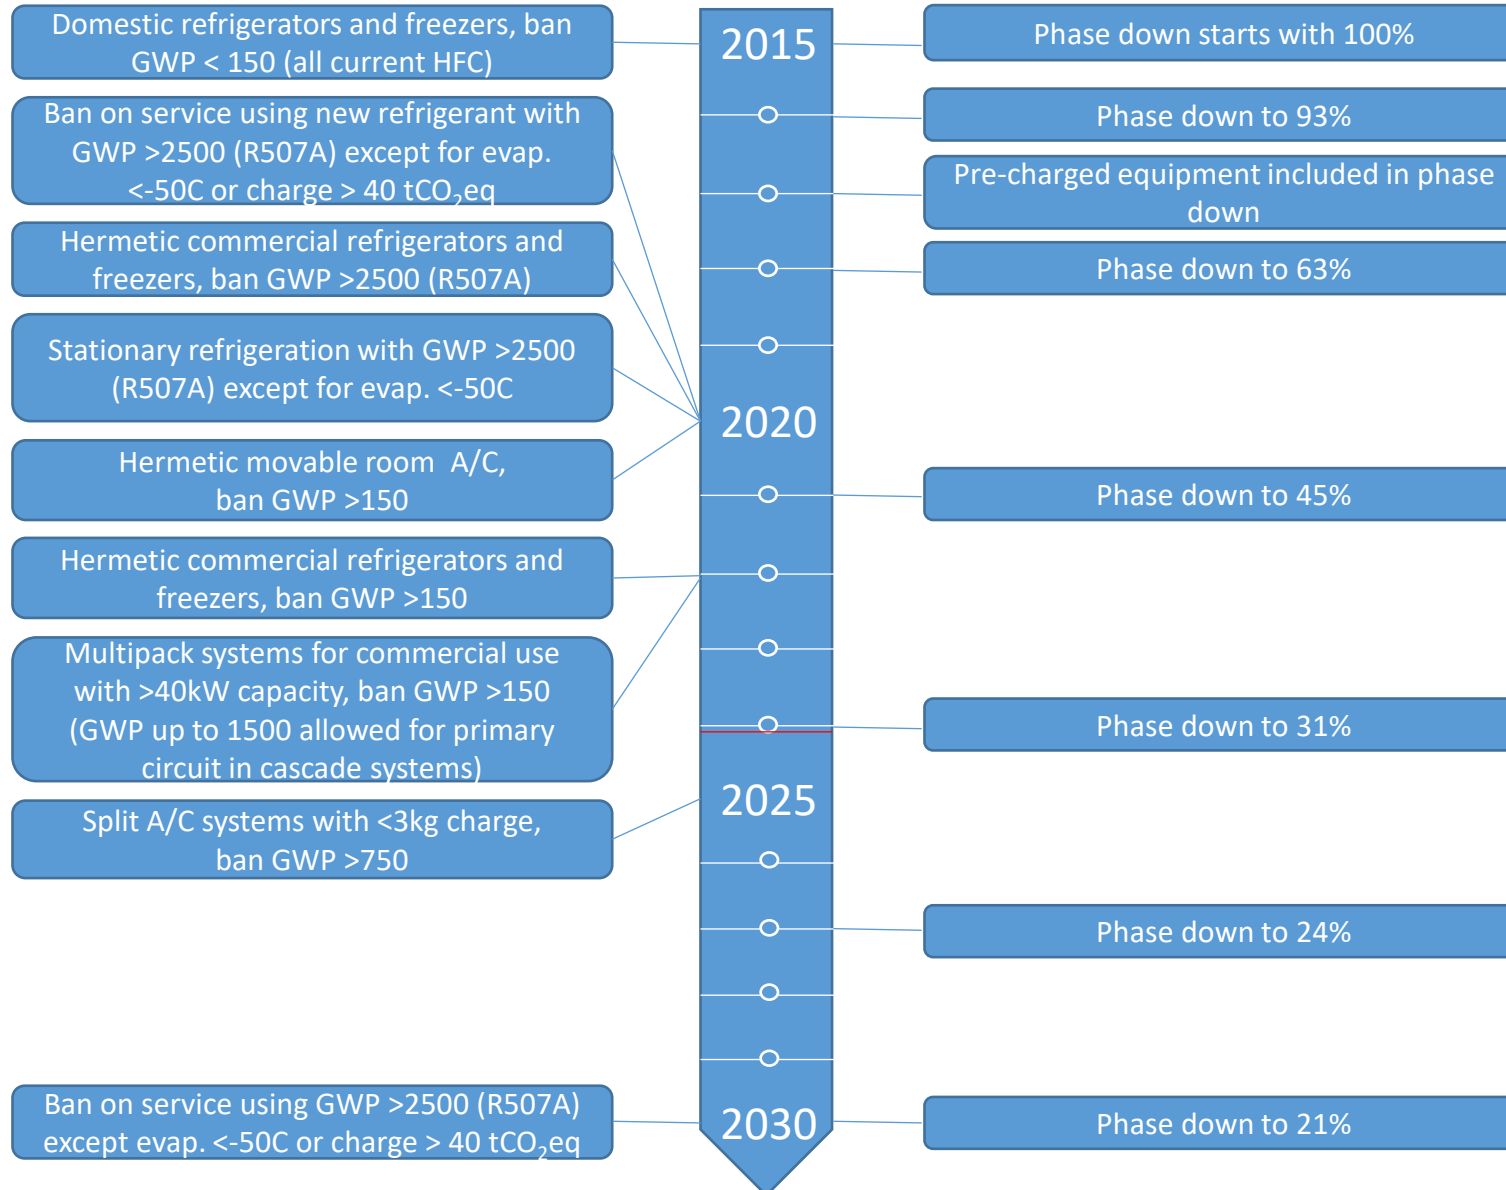 Domestic refrigerators and freezers, ban
GWP < 150 (all current HFC)
Ban on service using new refrigerant with
GWP >2500 (R507A) except for evap.
<-50C or charge > 40 tCO₂eq
Hermetic commercial refrigerators and
freezers, ban GWP >2500 (R507A)
Stationary refrigeration with GWP >2500
(R507A) except for evap. <-50C
Hermetic movable room A/C,
ban GWP >150
Hermetic commercial refrigerators and
freezers, ban GWP >150
Multipack systems for commercial use
with >40kW capacity, ban GWP >150
(GWP up to 1500 allowed for primary
circuit in cascade systems)
Split A/C systems with <3kg charge,
ban GWP >750
Ban on service using GWP >2500 (R507A)
except evap. <-50C or charge > 40 tCO₂eq
2015
2020
2025
2030
Phase down starts with 100%
Phase down to 93%
Pre-charged equipment included in phase
down
Phase down to 63%
Phase down to 45%
Phase down to 31%
Phase down to 24%
Phase down to 21%